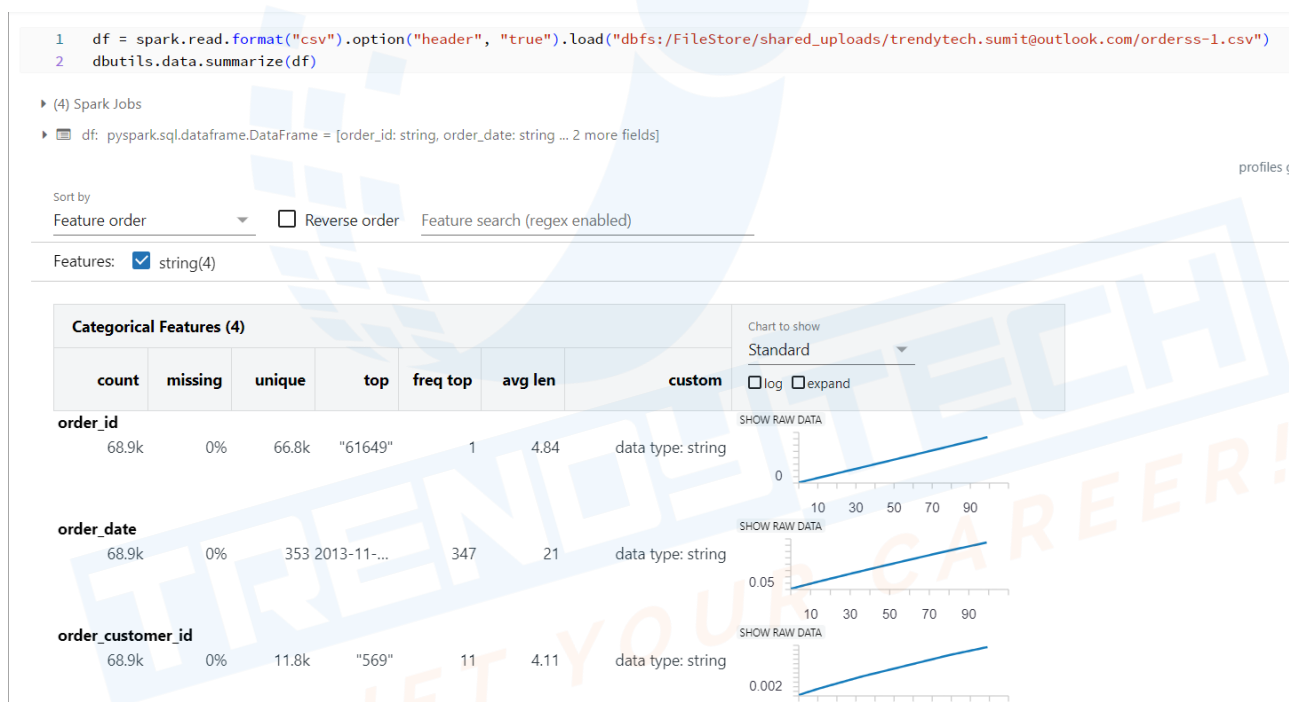 1 df = spark.read.format("csv").option("header", "true").load("dbfs:/FileStore/shared_uploads/trendytech.sumit@outlook.com/orderss-1.csv")
2 dbutils.data.summarize(df)
(4) Spark Jobs
df: pyspark.sql.dataframe.DataFrame = [order_id: string, order_date: string ... 2 more fields]
profiles
Sort by
Feature order Reverse order Feature search (regex enabled)
Features: string(4)
Categorical Features (4) Chart to show
Standard
count missing unique top freq top avg len custom
log expand
order_id SHOW RAW DATA
68.9k 0% 66.8k "61649" 1 4.84 data type: string
0
10 30 50 70 90
order_date SHOW RAW DATA
68.9k 0% 353 2013-11-... 347 21 data type: string
0.05
10 30 50 70 90
order_customer_id SHOW RAW DATA
68.9k 0% 11.8k "569" 11 4.11 data type: string
0.002
TRENDYTECH
GET YOUR CAREER!